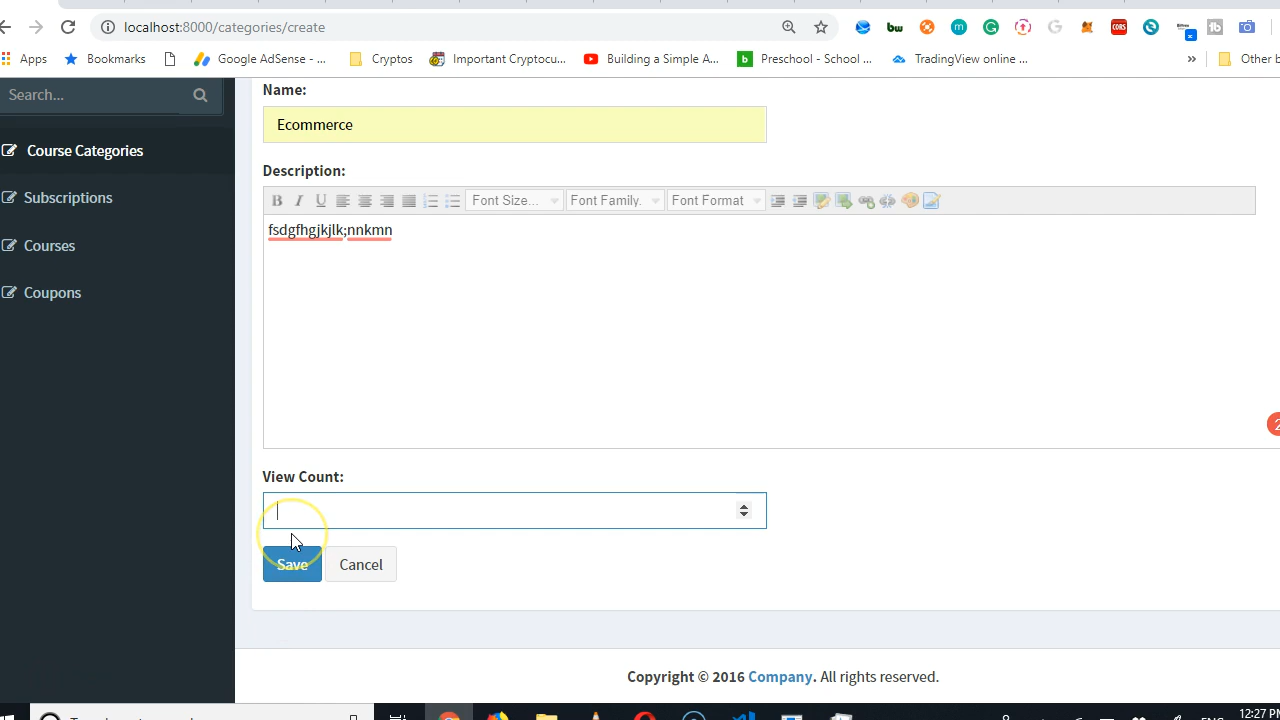 localhost:8000/categories/create
Apps Bookmarks Google AdSense - ... Cryptos Important Cryptocu... Building a Simple A... Preschool - School ... TradingView online ... » Other b
Search...
Course Categories
Subscriptions
Courses
Coupons
Name:
Ecommerce
Description:
B I U Font Size... Font Family. Font Format
fsdgfhgjkjlk;nnkmn
2
View Count:
Save Cancel
Copyright © 2016 Company. All rights reserved.
12:27 PM